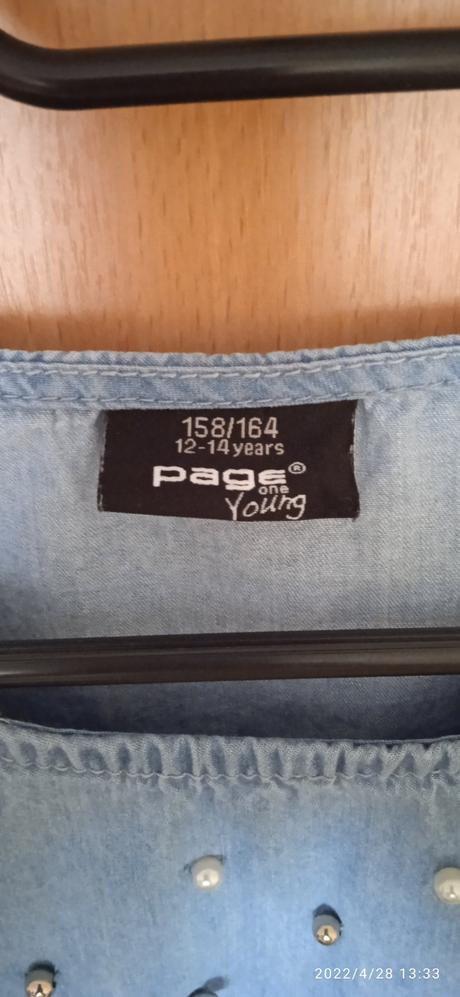 158/164
12-14 years
page®
one
Young
2022/4/28 13:33